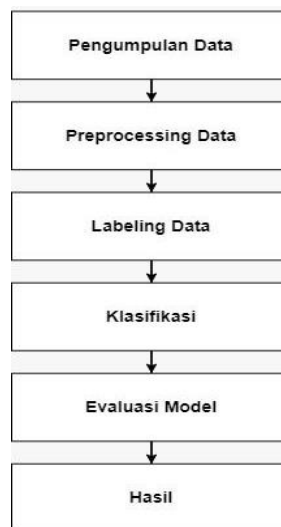 Pengumpulan Data
Preprocessing Data
Labeling Data
Klasifikasi
Evaluasi Model
Hasil